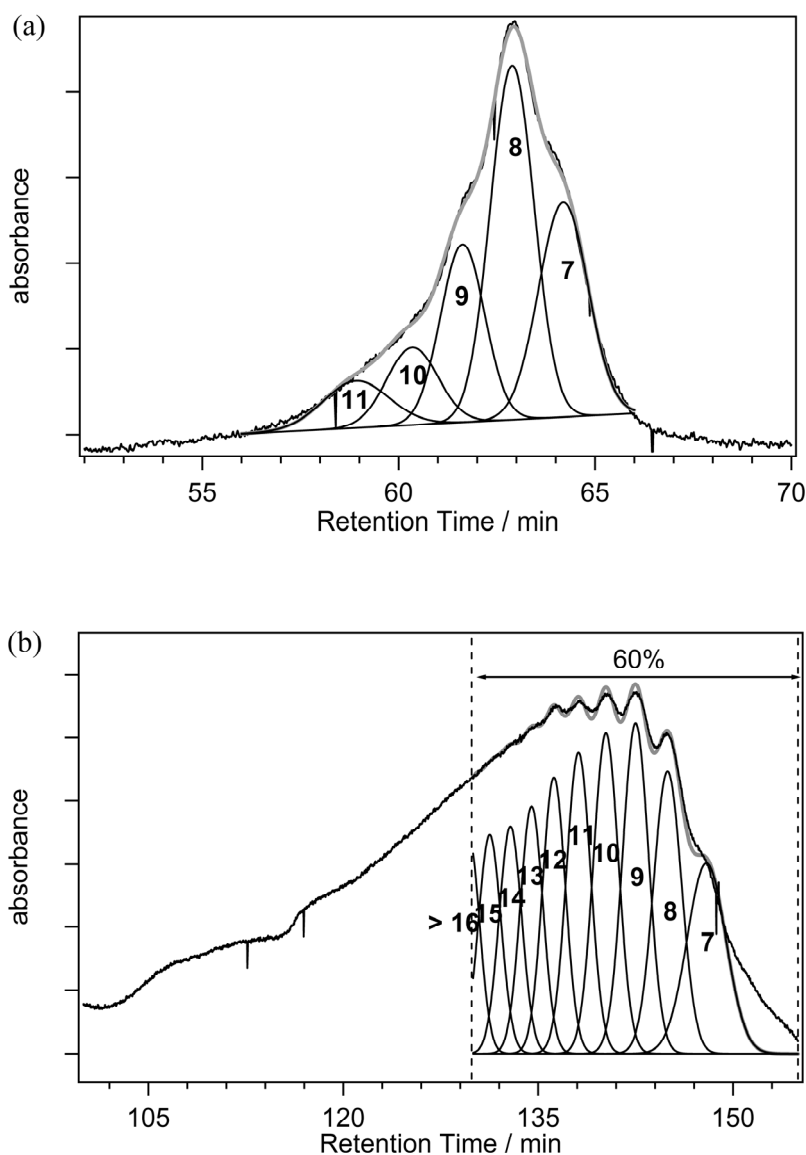 (a)
absorbance
8
7
9
10
11
55 60 65 70
Retention Time / min
(b)
60%
absorbance
> 16 15 14 13 12 11 10 9 8 7
105 120 135 150
Retention Time / min